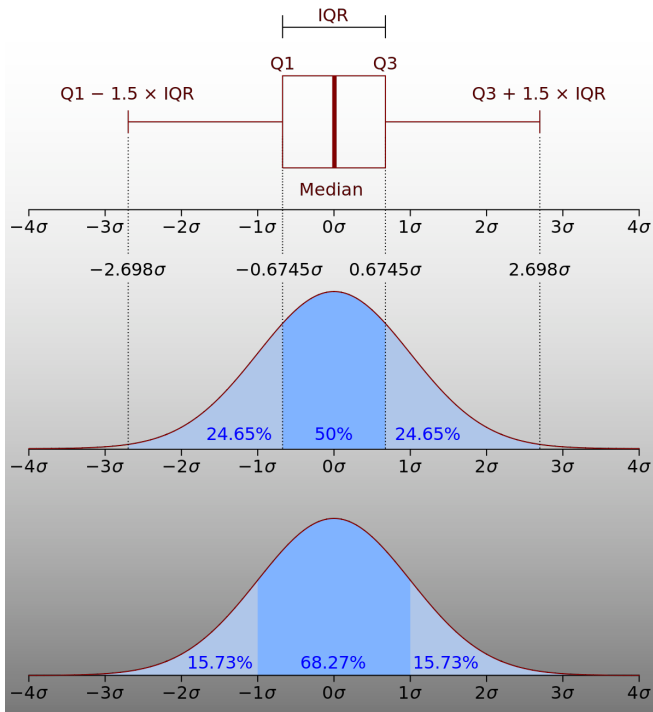 IQR
Q1 Q3
Q1 − 1.5 × IQR Q3 + 1.5 × IQR
Median
−4σ −3σ −2σ −1σ 0σ 1σ 2σ 3σ 4σ
−2.698σ −0.6745σ 0.6745σ 2.698σ
24.65% 50% 24.65%
−4σ −3σ −2σ −1σ 0σ 1σ 2σ 3σ 4σ
15.73% 68.27% 15.73%
−4σ −3σ −2σ −1σ 0σ 1σ 2σ 3σ 4σ